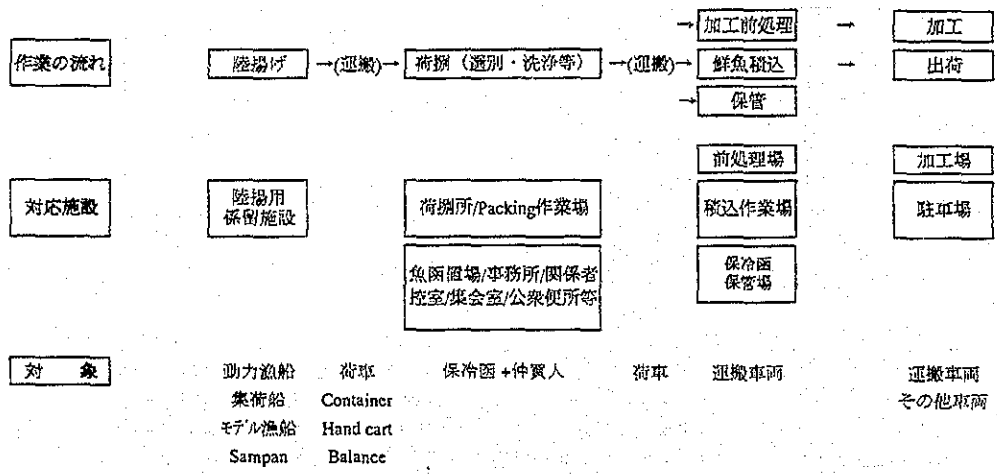 → 加工前処理 → 加工
作業の流れ 陸揚げ →(運搬)→ 荷捌(選別・洗浄等) →(運搬)→ 鮮魚積込 → 出荷
→ 保管
前処理場 加工場
対応施設 陸揚用 荷捌所/Packing作業場 積込作業場 駐車場
係留施設
魚函置場/事務所/関係者 保冷函
控室/集会室/公衆便所等 保管場
対 象 動力漁船 荷車 保冷函+仲買人 荷車 運搬車両 運搬車両
集荷船 Container その他車両
モデル漁船 Hand cart
Sampan Balance